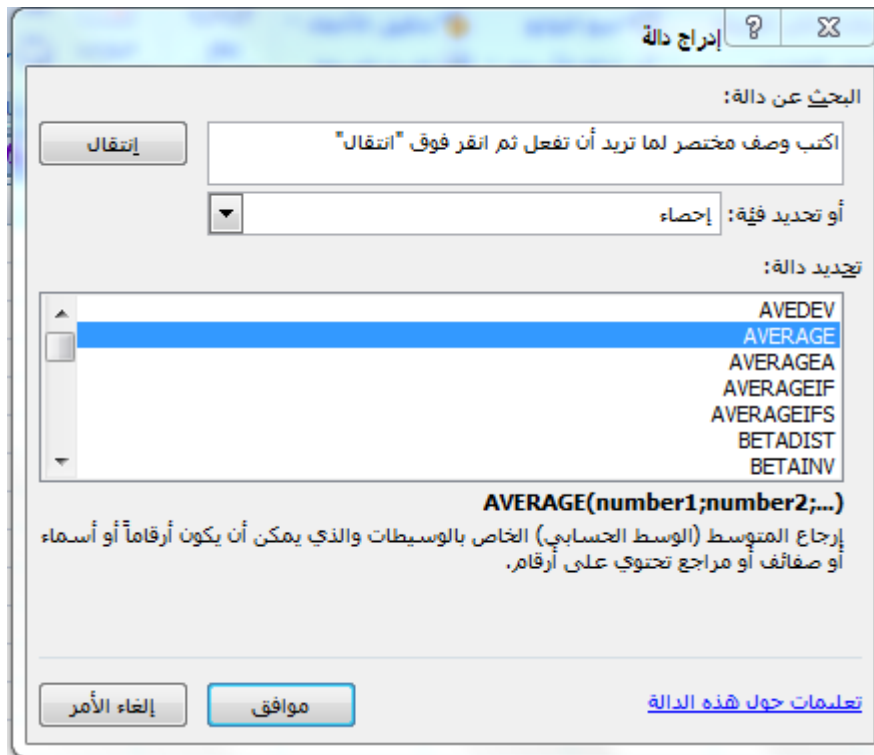 إدراج دالة
البحث عن دالة:
اكتب وصف مختصر لما تريد أن تفعل ثم انقر فوق "انتقال"
إنتقال
أو تحديد فئة: إحصاء
تحديد دالة:
AVEDEV
AVERAGE
AVERAGEA
AVERAGEIF
AVERAGEIFS
BETADIST
BETAINV
AVERAGE(number1;number2;...)
إرجاع المتوسط (الوسط الحسابي) الخاص بالوسيطات والذي يمكن أن يكون أرقاماً أو أسماء
أو صفائف أو مراجع تحتوي على أرقام.
تعليمات حول هذه الدالة
موافق
إلغاء الأمر